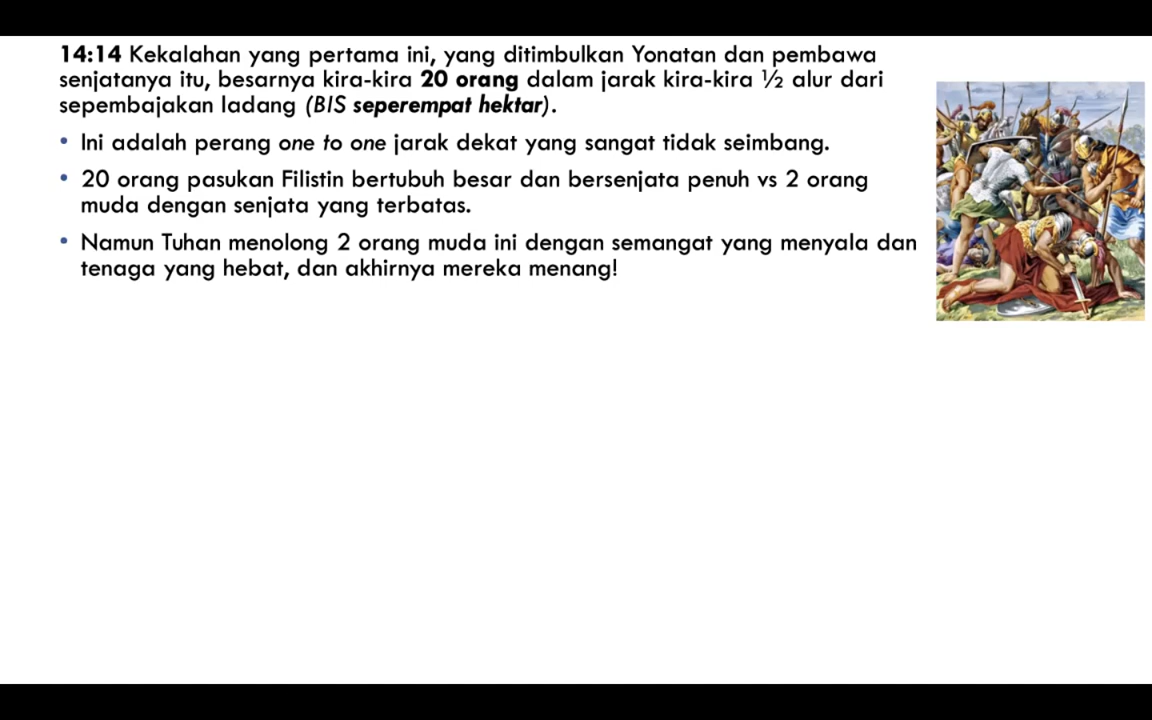 14:14 Kekalahan yang pertama ini, yang ditimbulkan Yonatan dan pembawa
senjatanya itu, besarnya kira-kira 20 orang dalam jarak kira-kira ½ alur dari
sepembajakan ladang (BIS seperempat hektar).
• Ini adalah perang one to one jarak dekat yang sangat tidak seimbang.
• 20 orang pasukan Filistin bertubuh besar dan bersenjata penuh vs 2 orang
muda dengan senjata yang terbatas.
• Namun Tuhan menolong 2 orang muda ini dengan semangat yang menyala dan
tenaga yang hebat, dan akhirnya mereka menang!